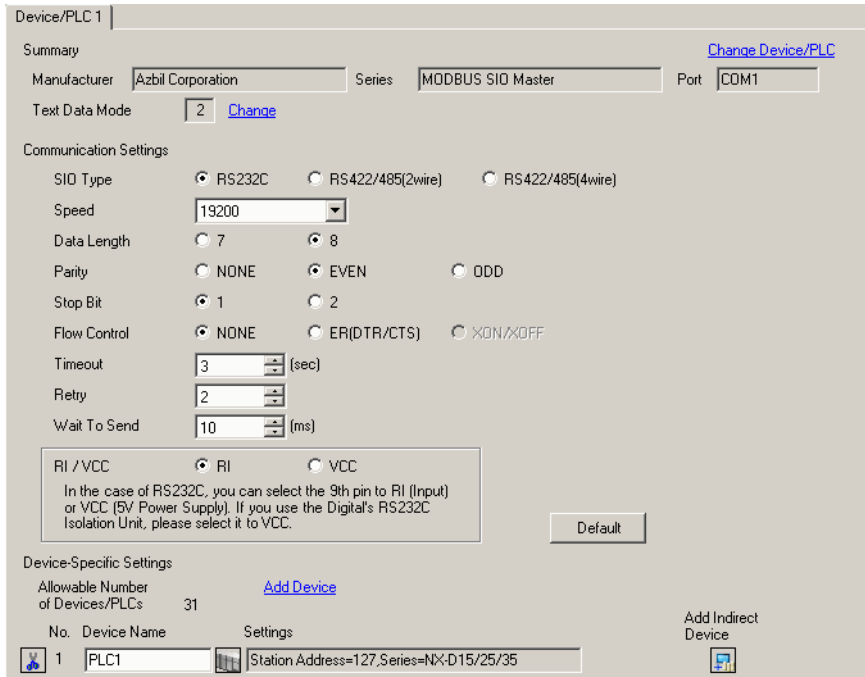 Device/PLC 1
Summary
Change Device/PLC
Manufacturer Azbil Corporation Series MODBUS SIO Master Port COM1
Text Data Mode 2 Change
Communication Settings
SIO Type RS232C RS422/485(2wire) RS422/485(4wire)
Speed 19200
Data Length 7 8
Parity NONE EVEN ODD
Stop Bit 1 2
Flow Control NONE ER(DTR/CTS) XON/XOFF
Timeout 3 (sec)
Retry 2
Wait To Send 10 (ms)
RI / VCC RI VCC
In the case of RS232C, you can select the 9th pin to RI (Input)
or VCC (5V Power Supply). If you use the Digital's RS232C
Isolation Unit, please select it to VCC.
Default
Device-Specific Settings
Allowable Number
of Devices/PLCs 31
Add Device
Add Indirect
Device
No. Device Name Settings
1 PLC1 Station Address=127,Series=NX-D15/25/35